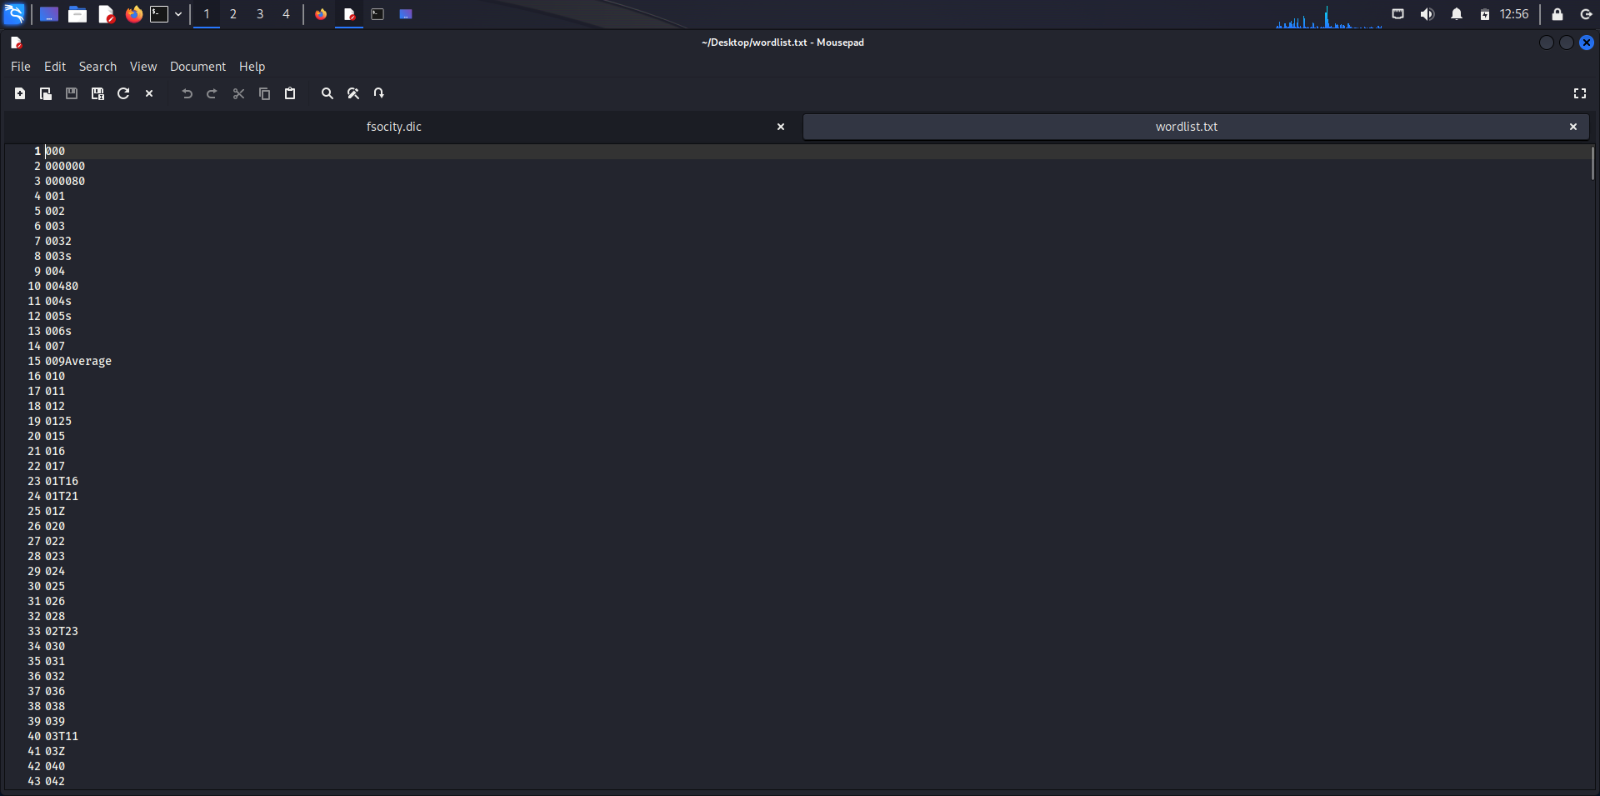 1 2 3 4 12:56
~/Desktop/wordlist.txt - Mousepad
File Edit Search View Document Help
fsocity.dic wordlist.txt
1 000
2 000000
3 000080
4 001
5 002
6 003
7 0032
8 003s
9 004
10 00480
11 004s
12 005s
13 006s
14 007
15 009Average
16 010
17 011
18 012
19 0125
20 015
21 016
22 017
23 01T16
24 01T21
25 01Z
26 020
27 022
28 023
29 024
30 025
31 026
32 028
33 02T23
34 030
35 031
36 032
37 036
38 038
39 039
40 03T11
41 03Z
42 040
43 042